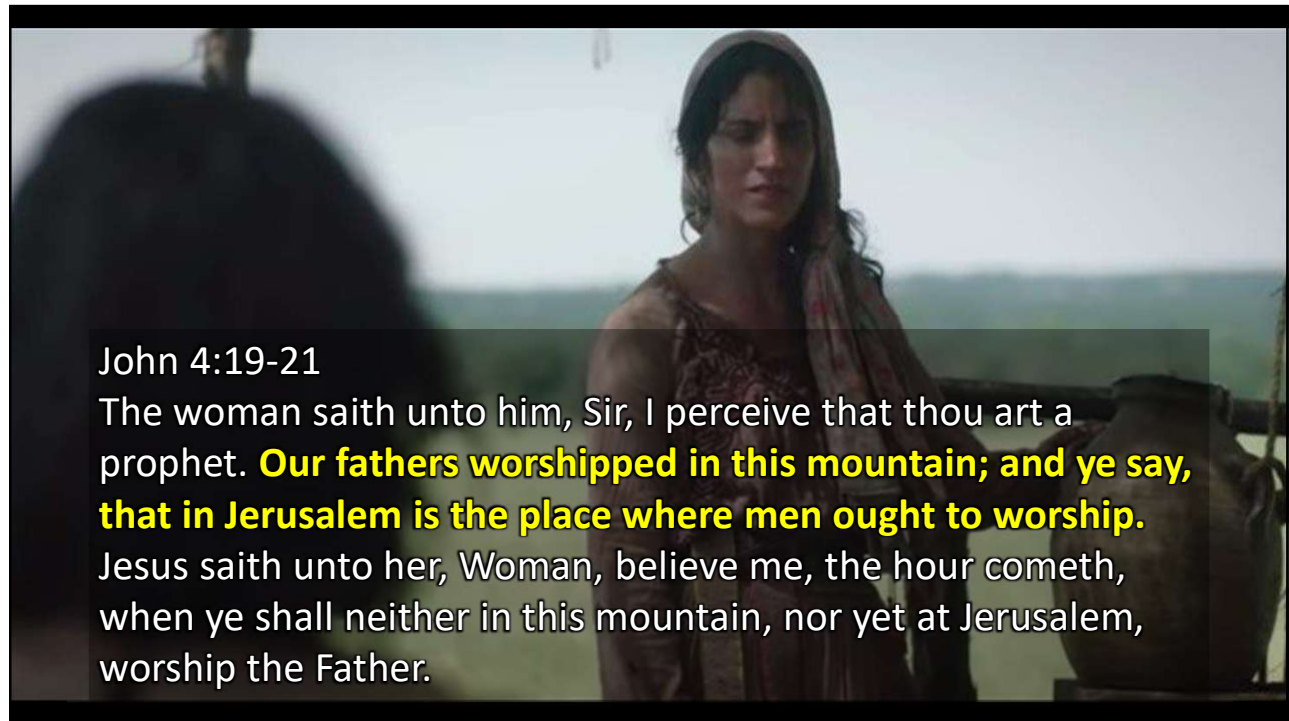 John 4:19-21
The woman saith unto him, Sir, I perceive that thou art a
prophet. Our fathers worshipped in this mountain; and ye say,
that in Jerusalem is the place where men ought to worship.
Jesus saith unto her, Woman, believe me, the hour cometh,
when ye shall neither in this mountain, nor yet at Jerusalem,
worship the Father.